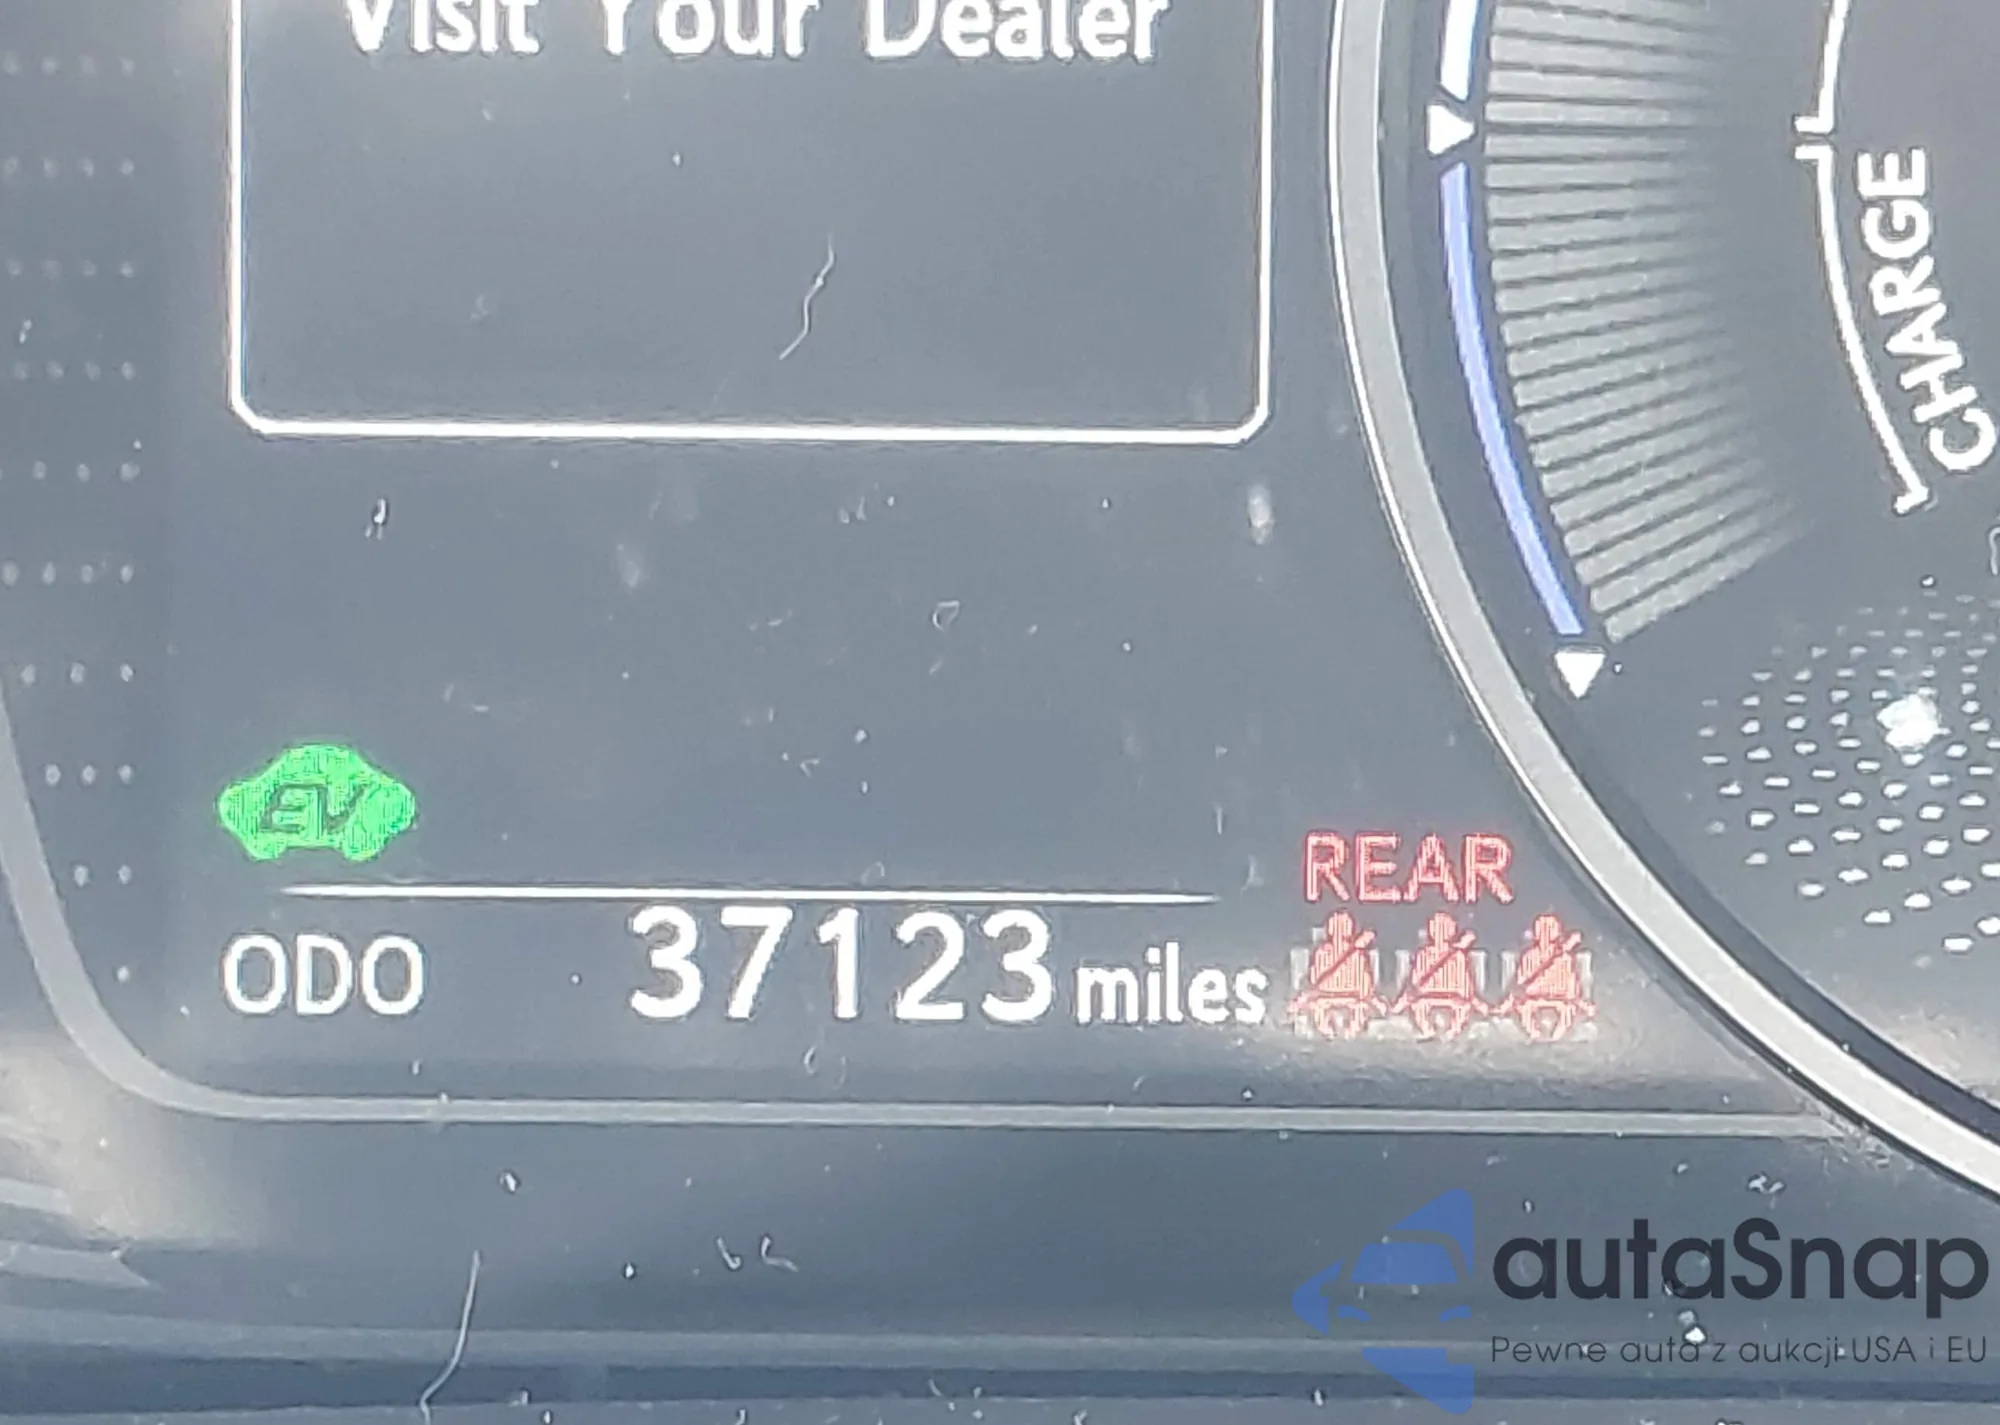 Visit Your Dealer
CHARGE
EV
REAR
ODO 37123 miles
autaSnap
Pewne auta z aukcji USA i EU